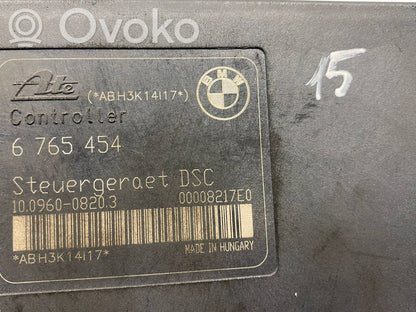 Ovoko
Ate
(*ABH3K14I17*)
BMW
Controller
6 765 454
Steuergeraet DSC
10.0960-0820.3 00008217E0
*ABH3K14I17*
MADE IN HUNGARY
15